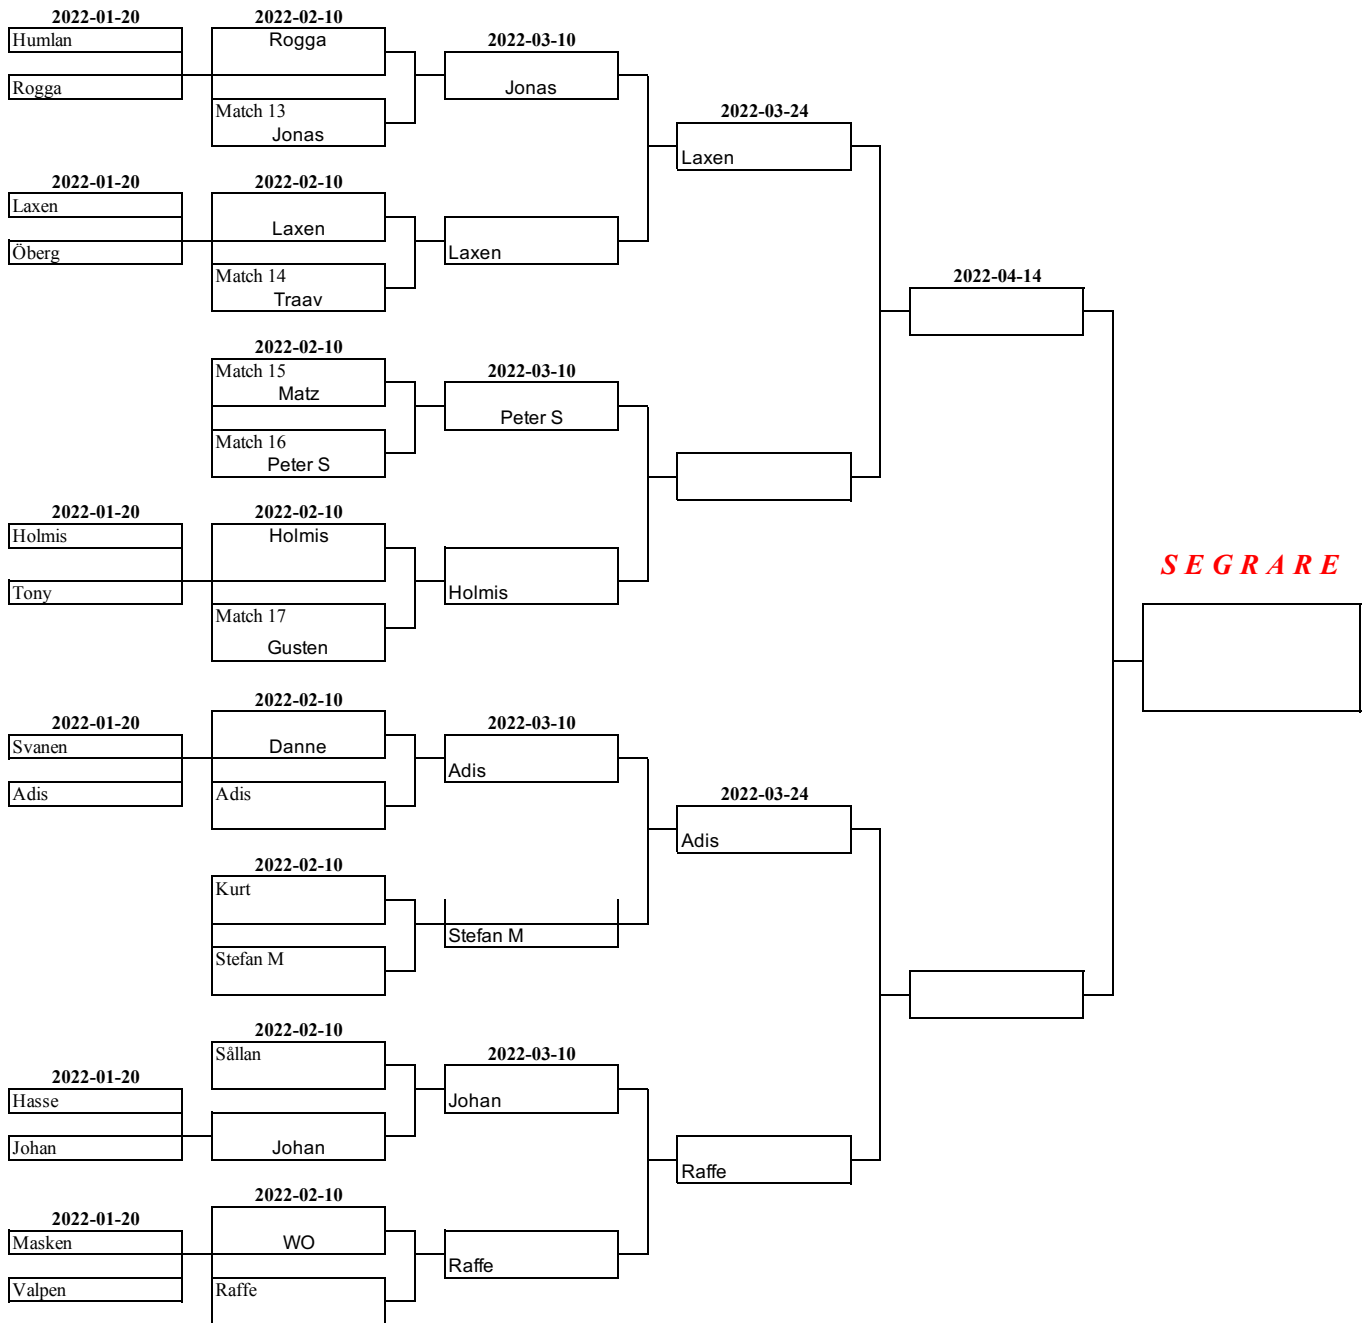 2022-01-20 2022-02-10
Humlan Rogga 2022-03-10
Rogga Jonas
Match 13 2022-03-24
Jonas
Laxen
2022-01-20 2022-02-10
Laxen
Laxen
Öberg Laxen
Match 14 2022-04-14
Traav
2022-02-10
Match 15 2022-03-10
Matz
Peter S
Match 16
Peter S
2022-01-20 2022-02-10
Holmis Holmis
SEGRARE
Tony Holmis
Match 17
Gusten
2022-02-10
2022-01-20 2022-03-10
Svanen Danne
Adis
Adis Adis 2022-03-24
Adis
2022-02-10
Kurt
Stefan M
Stefan M
2022-02-10
Sållan 2022-03-10
2022-01-20
Hasse Johan
Johan Johan
Raffe
2022-02-10
2022-01-20
Masken WO
Raffe
Valpen Raffe